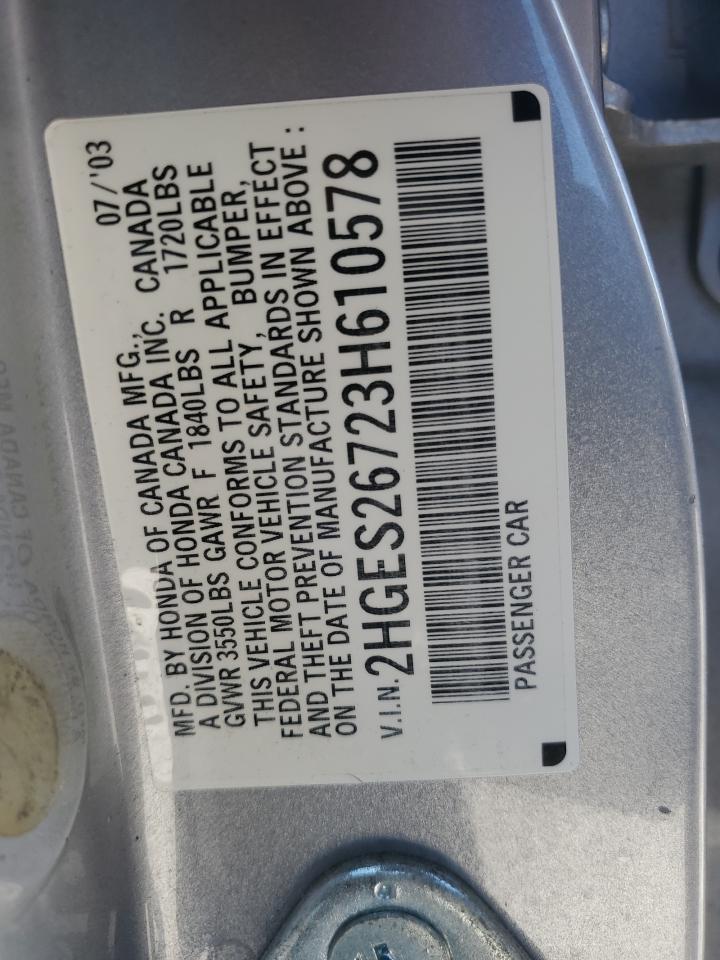 MFD. BY HONDA OF CANADA MFG., 07/'03
A DIVISION OF HONDA CANADA INC. CANADA
GVWR 3550LBS GAWR F 1840LBS R 1720LBS
THIS VEHICLE CONFORMS TO ALL APPLICABLE
FEDERAL MOTOR VEHICLE SAFETY, BUMPER,
AND THEFT PREVENTION STANDARDS IN EFFECT
ON THE DATE OF MANUFACTURE SHOWN ABOVE :
V.I.N. 2HGES26723H610578
PASSENGER CAR